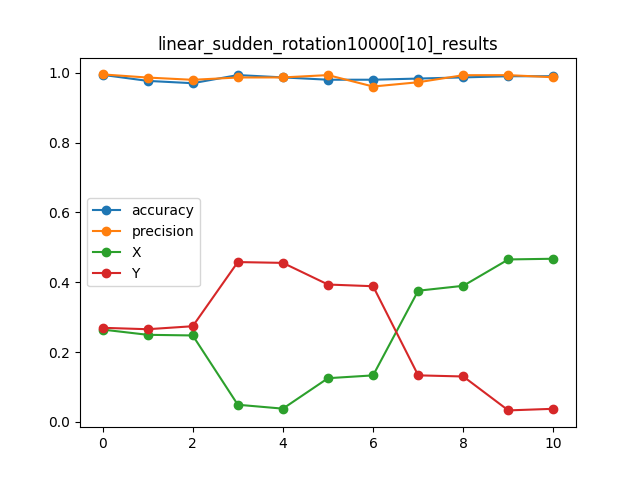 linear_sudden_rotation10000[10]_results
1.0
0.8
0.6
0.4
0.2
0.0
accuracy
precision
X
Y
0 2 4 6 8 10